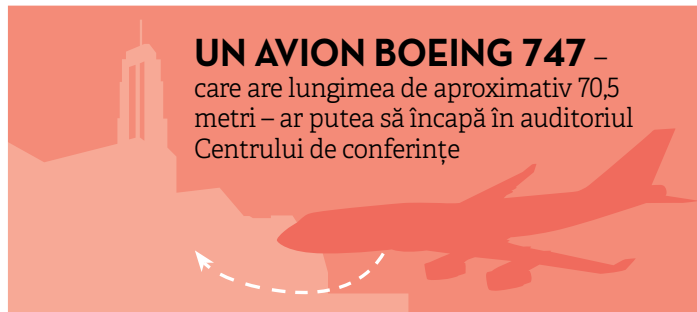 UN AVION BOEING 747 –
care are lungimea de aproximativ 70,5
metri – ar putea să încapă în auditoriul
Centrului de conferințe